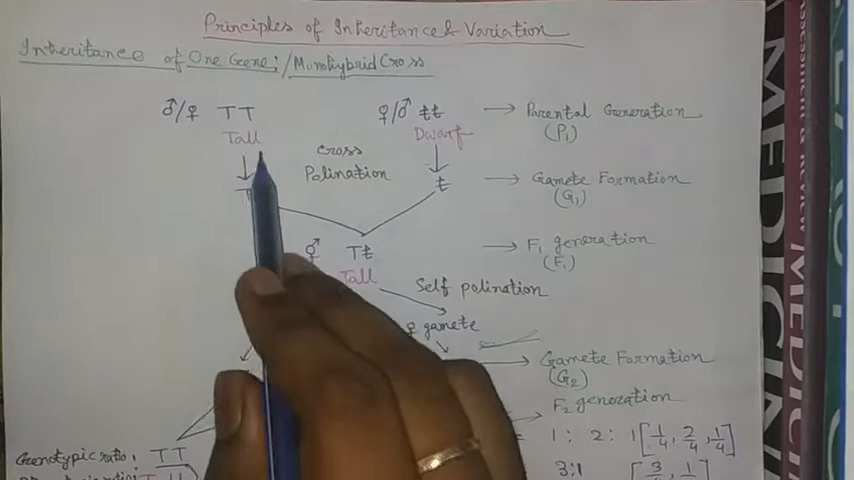 Principles of Inheritance & Variation
Inheritance of One Gene:/Monohybrid Cross
♂/♀ TT ♀/♂ tt → Parental Generation
Tall Dwarf (P1)
Cross
Polination
t → Gamete Formation
(G1)
⚥ Tt → F1 generation
Tall (F1)
Self polination
♀ gamete
→ Gamete Formation
(G2)
→ F2 generation
1 : 2 : 1 [1/4, 2/4, 1/4]
Genotypic ratio: TT
3:1
MEDICIN
MEDICIN